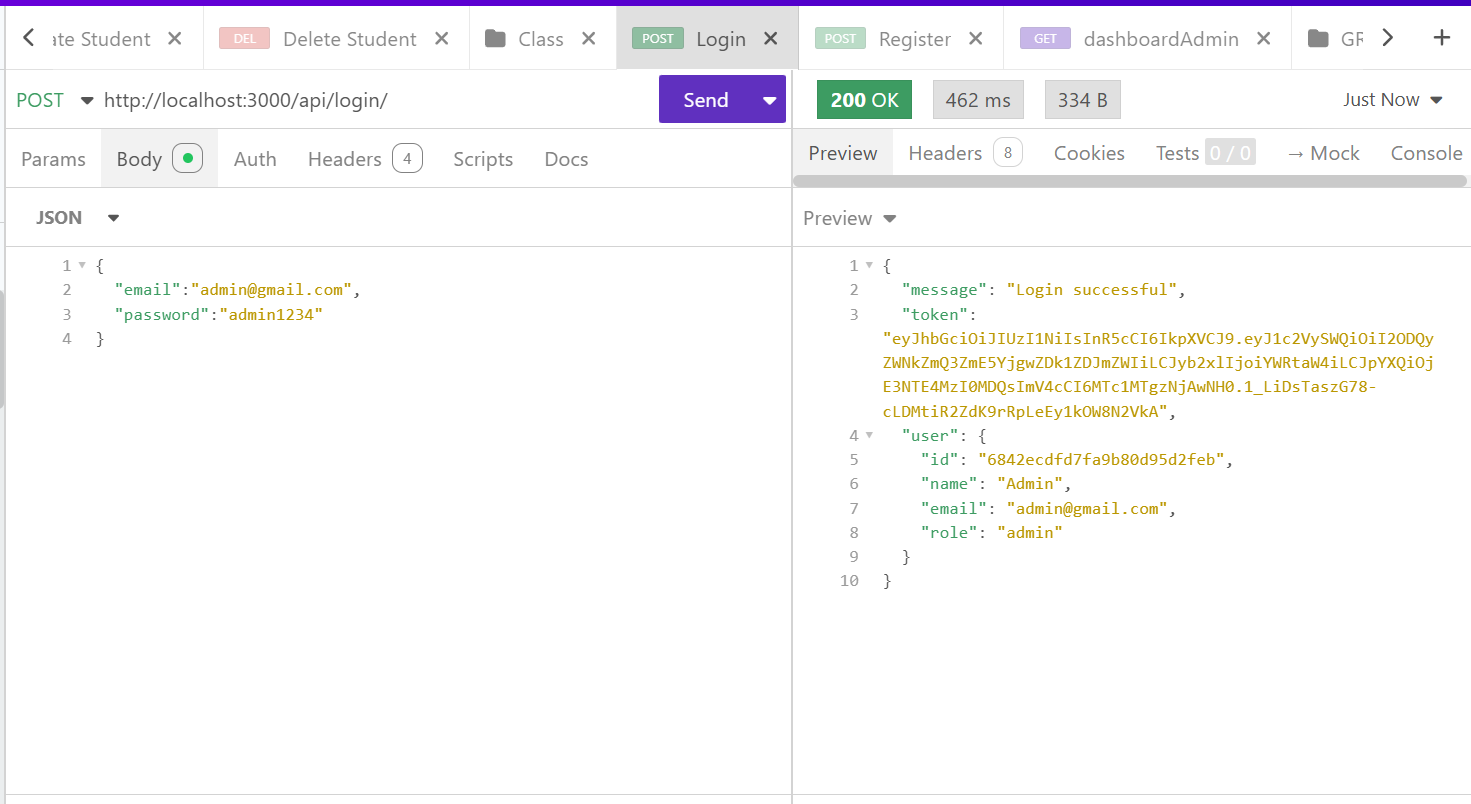 ate Student
DEL Delete Student
Class
POST Login
POST Register
GET dashboardAdmin
GR
POST http://localhost:3000/api/login/
Send
200 OK
462 ms
334 B
Just Now
Params
Body
Auth
Headers 4
Scripts
Docs
Preview
Headers 8
Cookies
Tests 0 / 0
→ Mock
Console
JSON
Preview
1 {
2 "email":"admin@gmail.com",
3 "password":"admin1234"
4 }
1 {
2 "message": "Login successful",
3 "token":
"eyJhbGciOiJIUzI1NiIsInR5cCI6IkpXVCJ9.eyJ1c2VySWQiOiI2ODQy
ZWNkZmQ3ZmE5YjgwZDk1ZDJmZWIiLCJyb2xlIjoiYWRtaW4iLCJpYXQiOj
E3NTE4MzI0MDQsImV4cCI6MTc1MTgzNjAwNH0.1_LiDsTaszG78-
cLDMtiR2ZdK9rRpLeEy1kOW8N2VkA",
4 "user": {
5 "id": "6842ecdfd7fa9b80d95d2feb",
6 "name": "Admin",
7 "email": "admin@gmail.com",
8 "role": "admin"
9 }
10 }